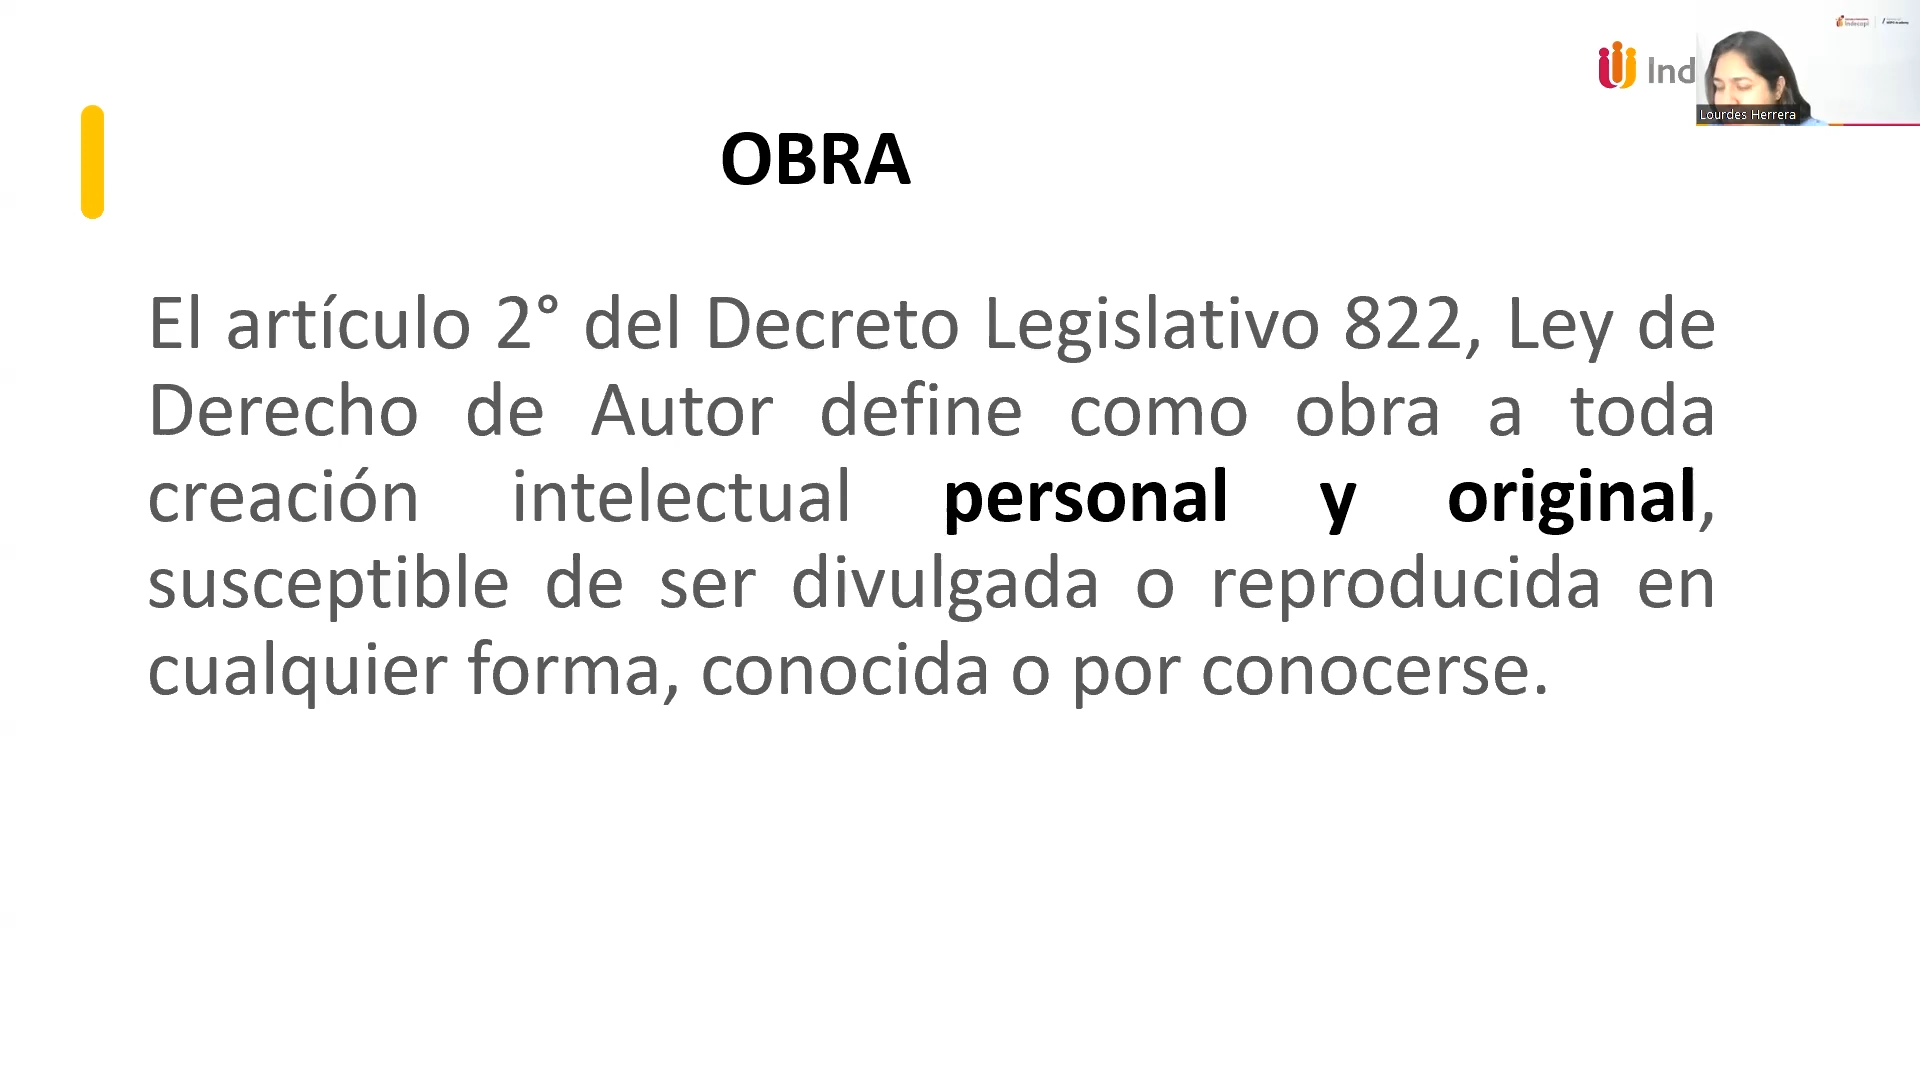 Ind
Lourdes Herrera
OBRA
El artículo 2° del Decreto Legislativo 822, Ley de
Derecho de Autor define como obra a toda
creación intelectual personal y original,
susceptible de ser divulgada o reproducida en
cualquier forma, conocida o por conocerse.